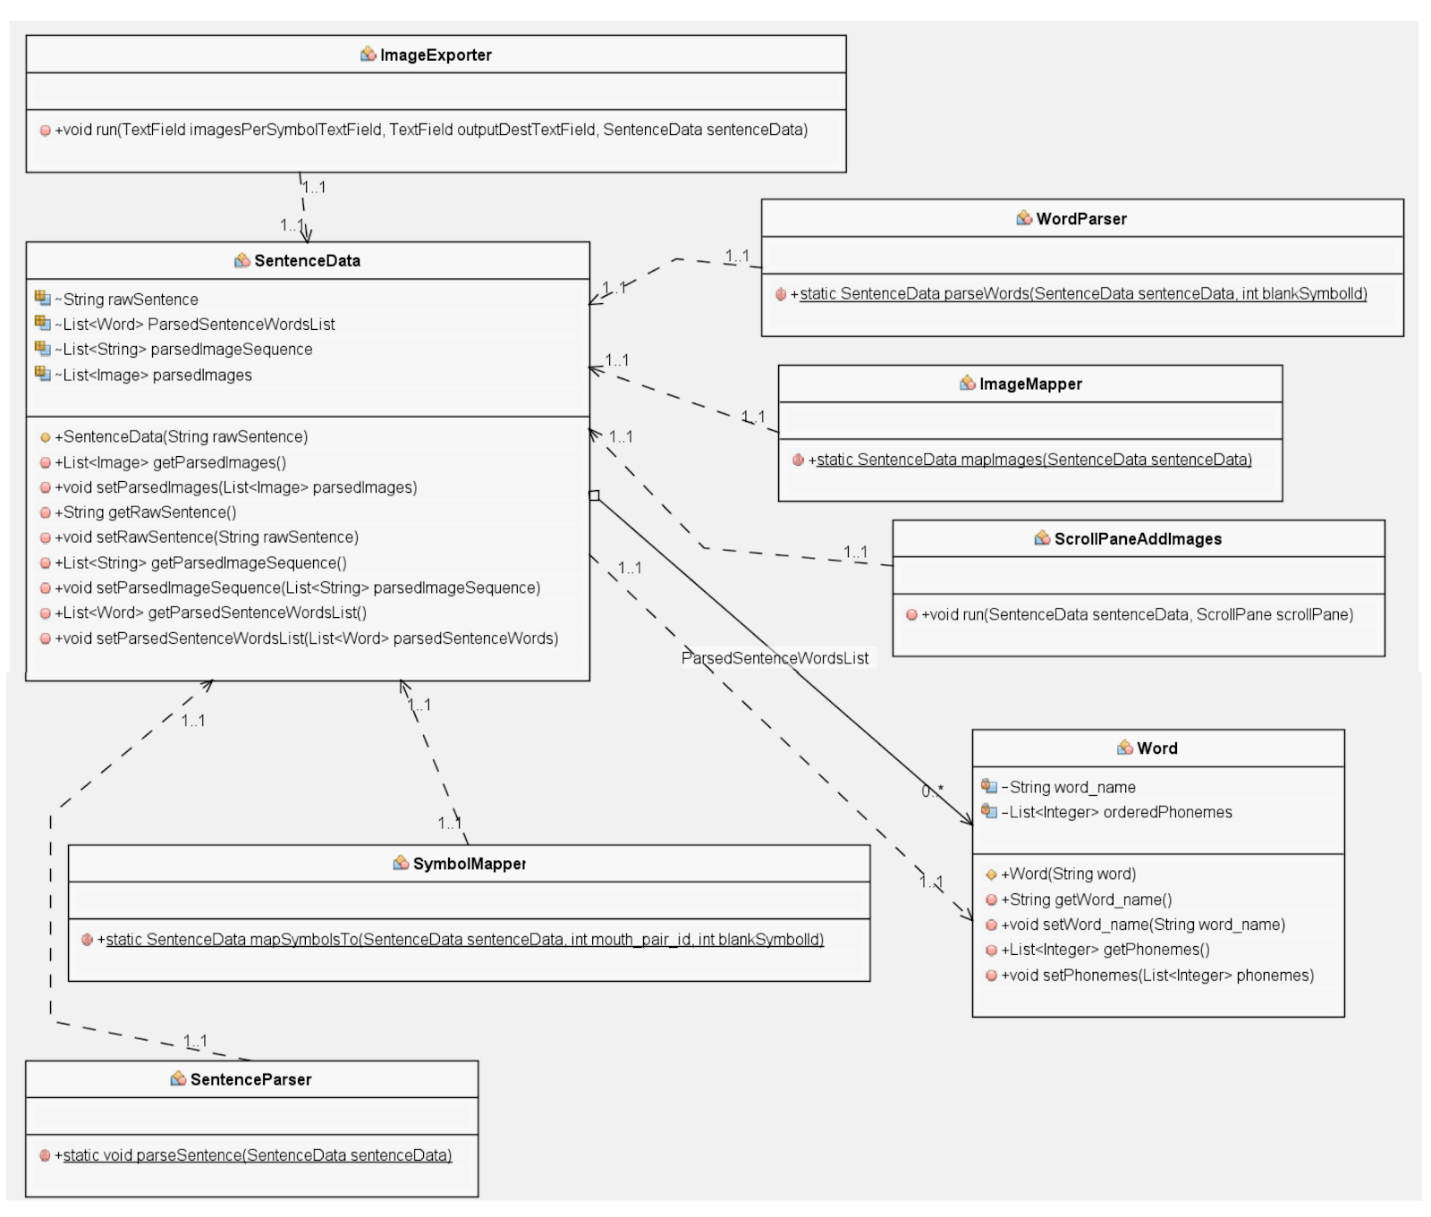 ImageExporter
+void run(TextField imagesPerSymbolTextField, TextField outputDestTextField, SentenceData sentenceData)
1..1
1..1
SentenceData
~String rawSentence
~List<Word> ParsedSentenceWordsList
~List<String> parsedImageSequence
~List<Image> parsedImages
+SentenceData(String rawSentence)
+List<Image> getParsedImages()
+void setParsedImages(List<Image> parsedImages)
+String getRawSentence()
+void setRawSentence(String rawSentence)
+List<String> getParsedImageSequence()
+void setParsedImageSequence(List<String> parsedImageSequence)
+List<Word> getParsedSentenceWordsList()
+void setParsedSentenceWordsList(List<Word> parsedSentenceWords)
WordParser
+static SentenceData parseWords(SentenceData sentenceData, int blankSymbolId)
1..1
1..1
ImageMapper
+static SentenceData mapImages(SentenceData sentenceData)
1..1
1..1
ScrollPaneAddImages
+void run(SentenceData sentenceData, ScrollPane scrollPane)
1..1
1..1
1..1
ParsedSentenceWordsList
0..*
1..1
Word
-String word_name
-List<Integer> orderedPhonemes
+Word(String word)
+String getWord_name()
+void setWord_name(String word_name)
+List<Integer> getPhonemes()
+void setPhonemes(List<Integer> phonemes)
1..1
1..1
1..1
SymbolMapper
+static SentenceData mapSymbolsTo(SentenceData sentenceData, int mouth_pair_id, int blankSymbolId)
1..1
SentenceParser
+static void parseSentence(SentenceData sentenceData)